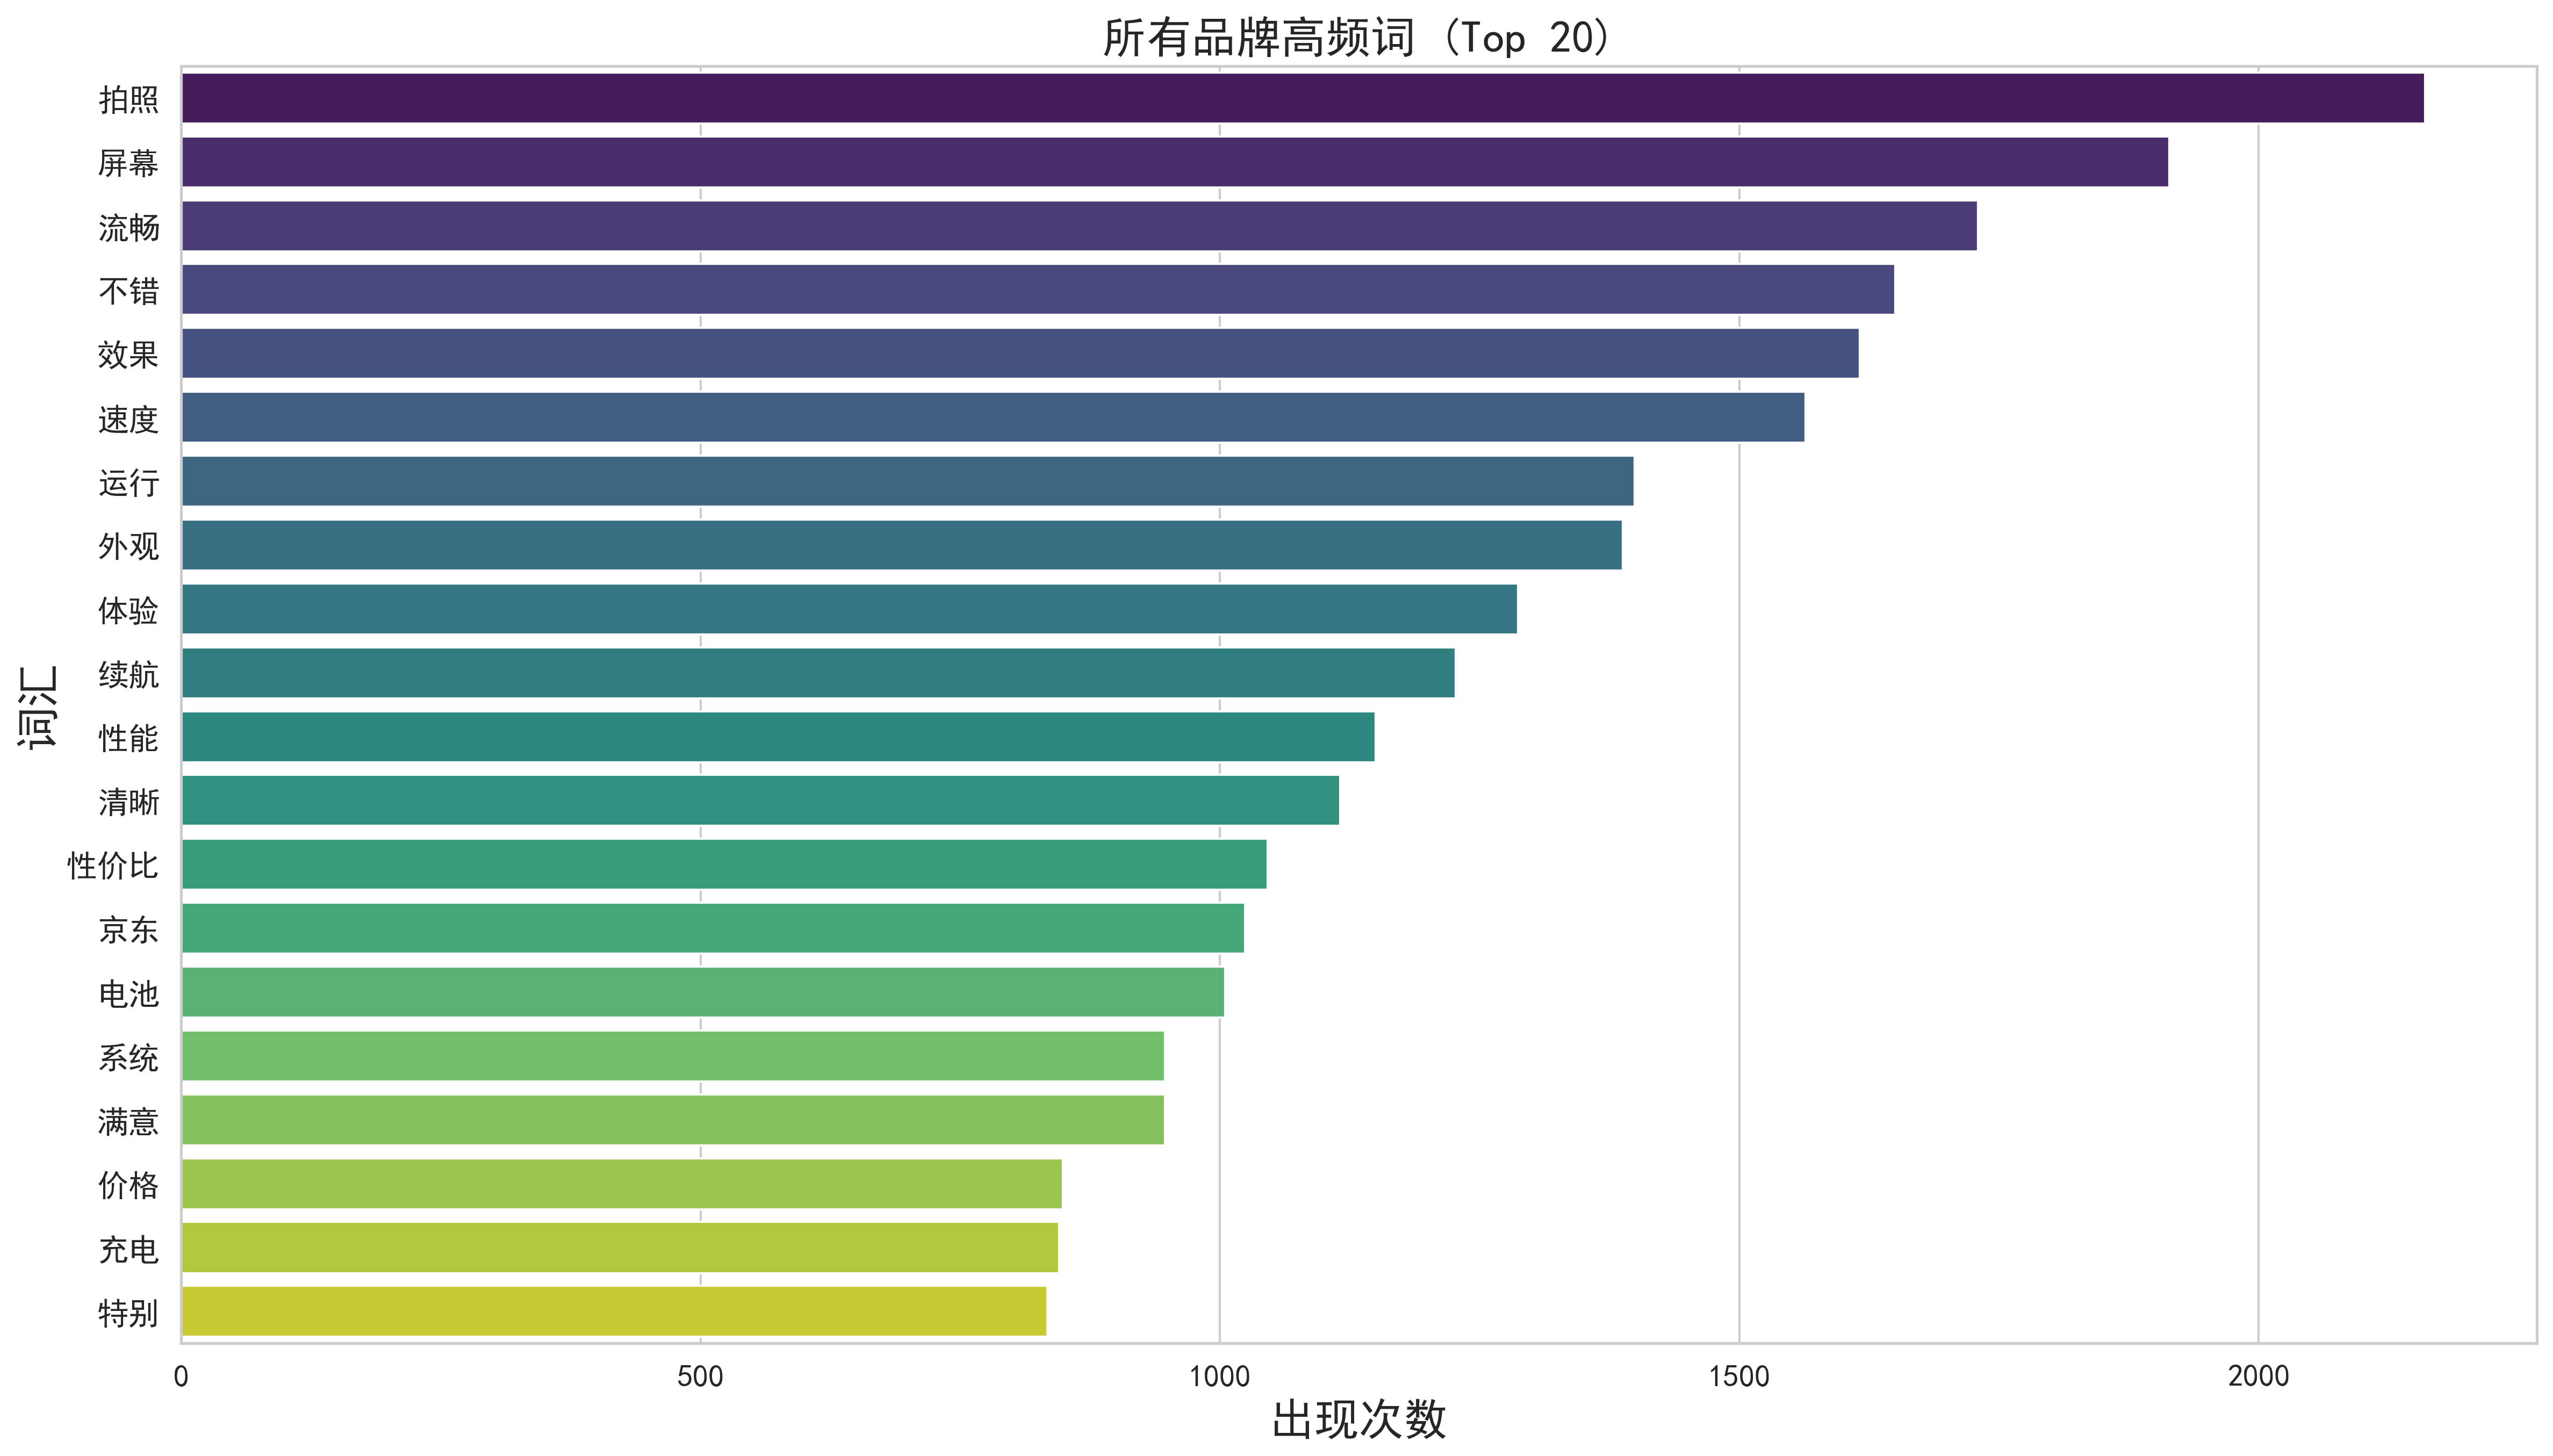 所有品牌高频词 (Top 20)
拍照
屏幕
流畅
不错
效果
速度
运行
外观
体验
续航
性能
清晰
性价比
京东
电池
系统
满意
价格
充电
特别
词汇
0 500 1000 1500 2000
出现次数